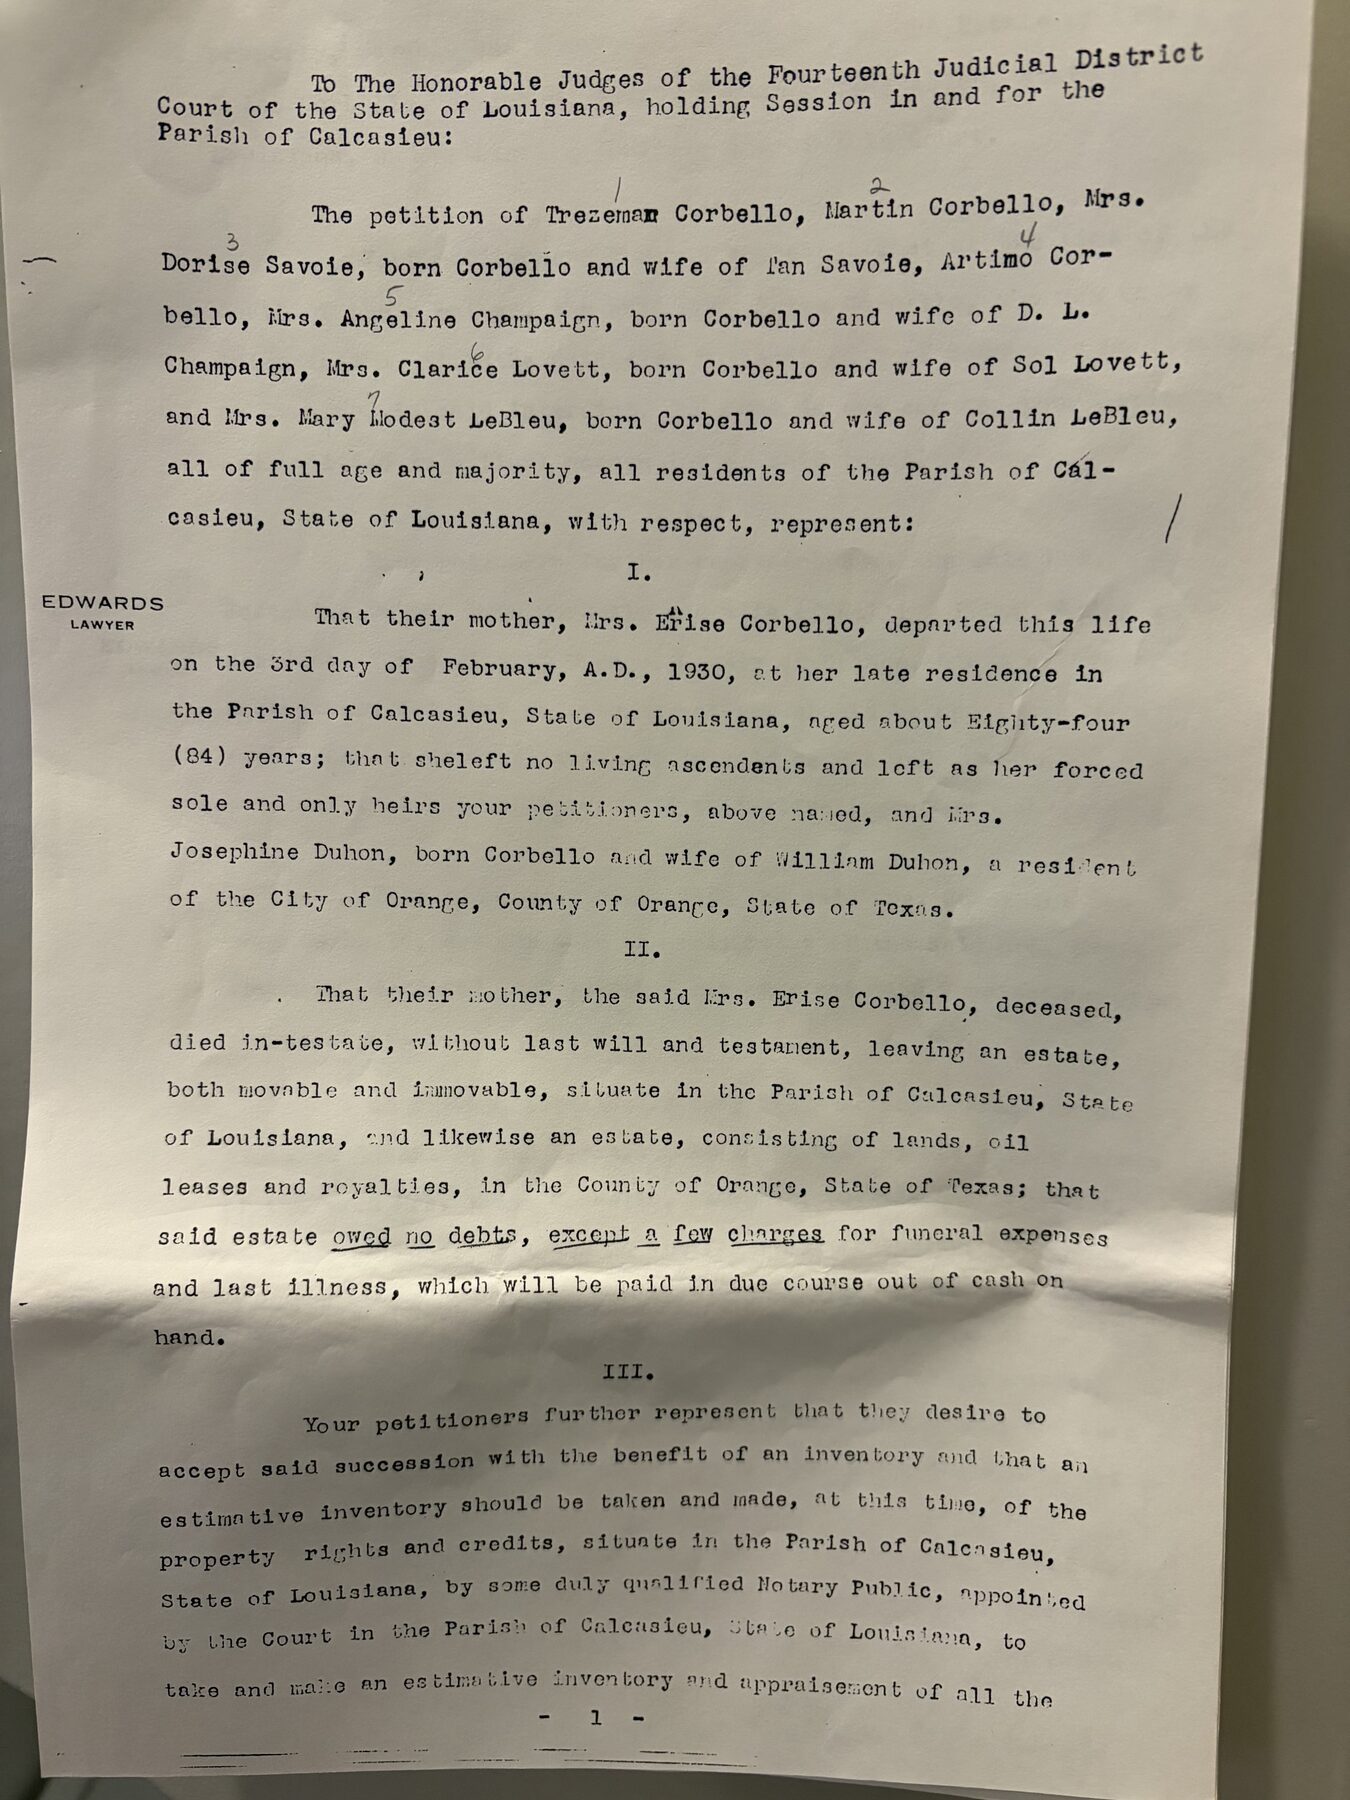 To The Honorable Judges of the Fourteenth Judicial District
Court of the State of Louisiana, holding Session in and for the
Parish of Calcasieu:
1 2
The petition of Trezeman Corbello, Martin Corbello, Mrs.
3 4
Dorise Savoie, born Corbello and wife of Tan Savoie, Artimo Cor-
5
bello, Mrs. Angeline Champaign, born Corbello and wife of D. L.
6
Champaign, Mrs. Clarice Lovett, born Corbello and wife of Sol Lovett,
7
and Mrs. Mary Modest LeBleu, born Corbello and wife of Collin LeBleu,
all of full age and majority, all residents of the Parish of Cal-
casieu, State of Louisiana, with respect, represent:
/
I.
EDWARDS
LAWYER
That their mother, Mrs. Erise Corbello, departed this life
on the 3rd day of February, A.D., 1930, at her late residence in
the Parish of Calcasieu, State of Louisiana, aged about Eighty-four
(84) years; that sheleft no living ascendents and left as her forced
sole and only heirs your petitioners, above named, and Mrs.
Josephine Duhon, born Corbello and wife of William Duhon, a resident
of the City of Orange, County of Orange, State of Texas.
II.
That their mother, the said Mrs. Erise Corbello, deceased,
died in-testate, without last will and testament, leaving an estate,
both movable and immovable, situate in the Parish of Calcasieu, State
of Louisiana, and likewise an estate, consisting of lands, oil
leases and royalties, in the County of Orange, State of Texas; that
said estate owed no debts, except a few charges for funeral expenses
and last illness, which will be paid in due course out of cash on
hand.
III.
Your petitioners further represent that they desire to
accept said succession with the benefit of an inventory and that an
estimative inventory should be taken and made, at this time, of the
property rights and credits, situate in the Parish of Calcasieu,
State of Louisiana, by some duly qualified Notary Public, appointed
by the Court in the Parish of Calcasieu, State of Louisiana, to
take and make an estimative inventory and appraisement of all the
- 1 -